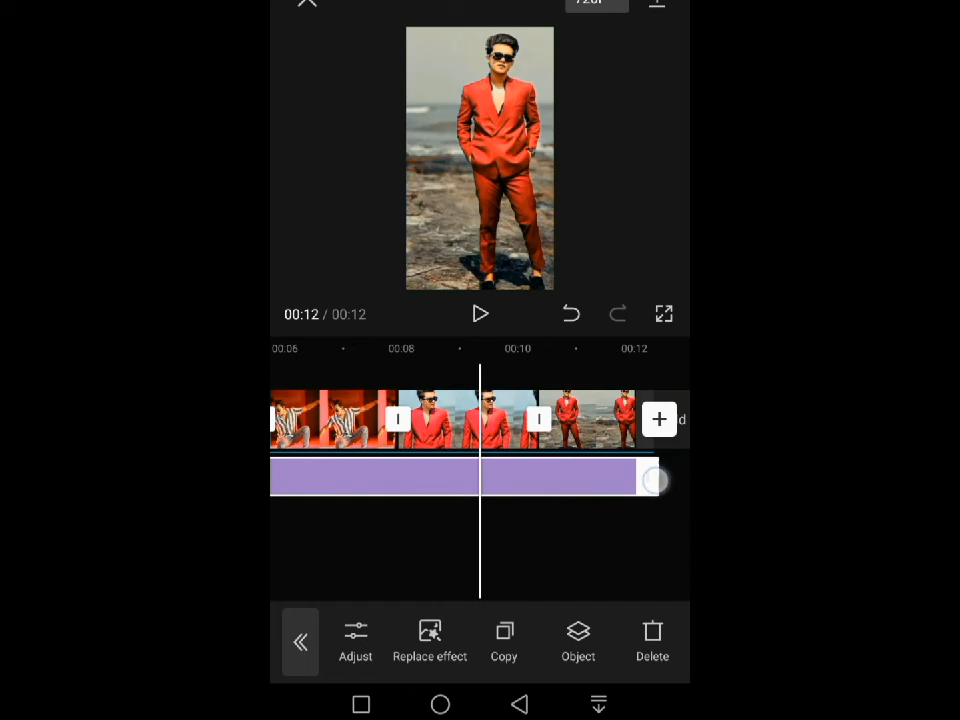 00:12 / 00:12
00:06
00:08
00:10
00:12
Adjust
Replace effect
Copy
Object
Delete